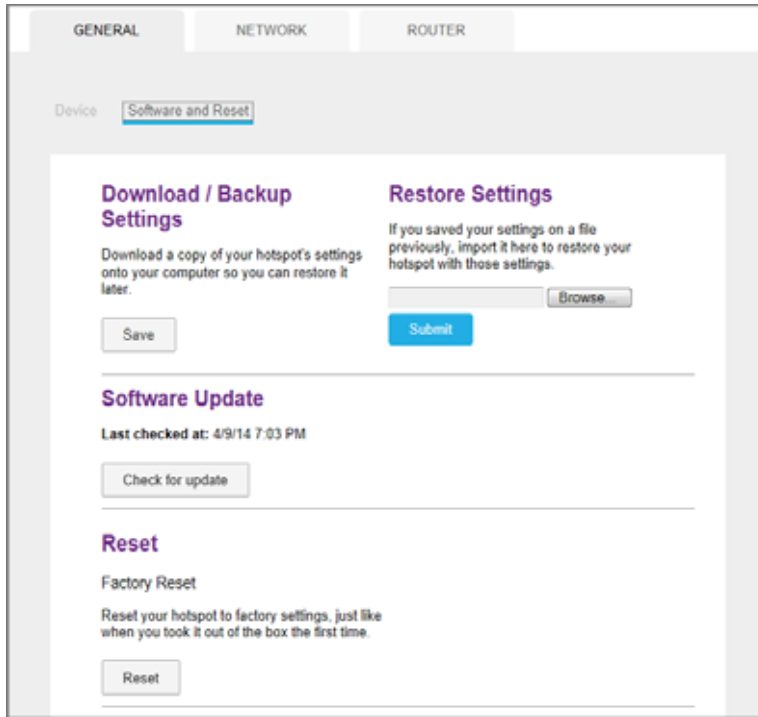 GENERAL NETWORK ROUTER
Device Software and Reset
Download / Backup
Settings
Download a copy of your hotspot's settings
onto your computer so you can restore it
later.
Save
Restore Settings
If you saved your settings on a file
previously, import it here to restore your
hotspot with those settings.
Browse...
Submit
Software Update
Last checked at: 4/9/14 7:03 PM
Check for update
Reset
Factory Reset
Reset your hotspot to factory settings, just like
when you took it out of the box the first time.
Reset